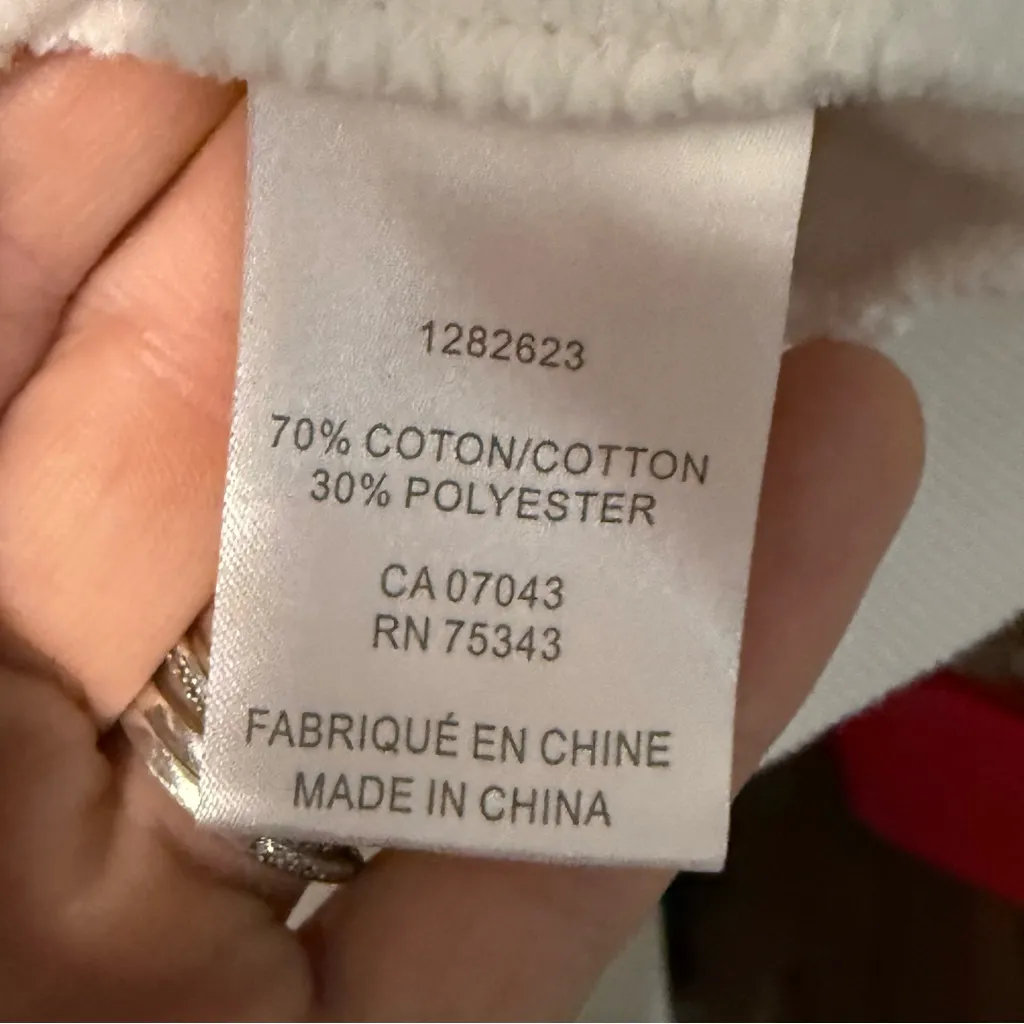 1282623
70% COTON/COTTON
30% POLYESTER
CA 07043
RN 75343
FABRIQUÉ EN CHINE
MADE IN CHINA